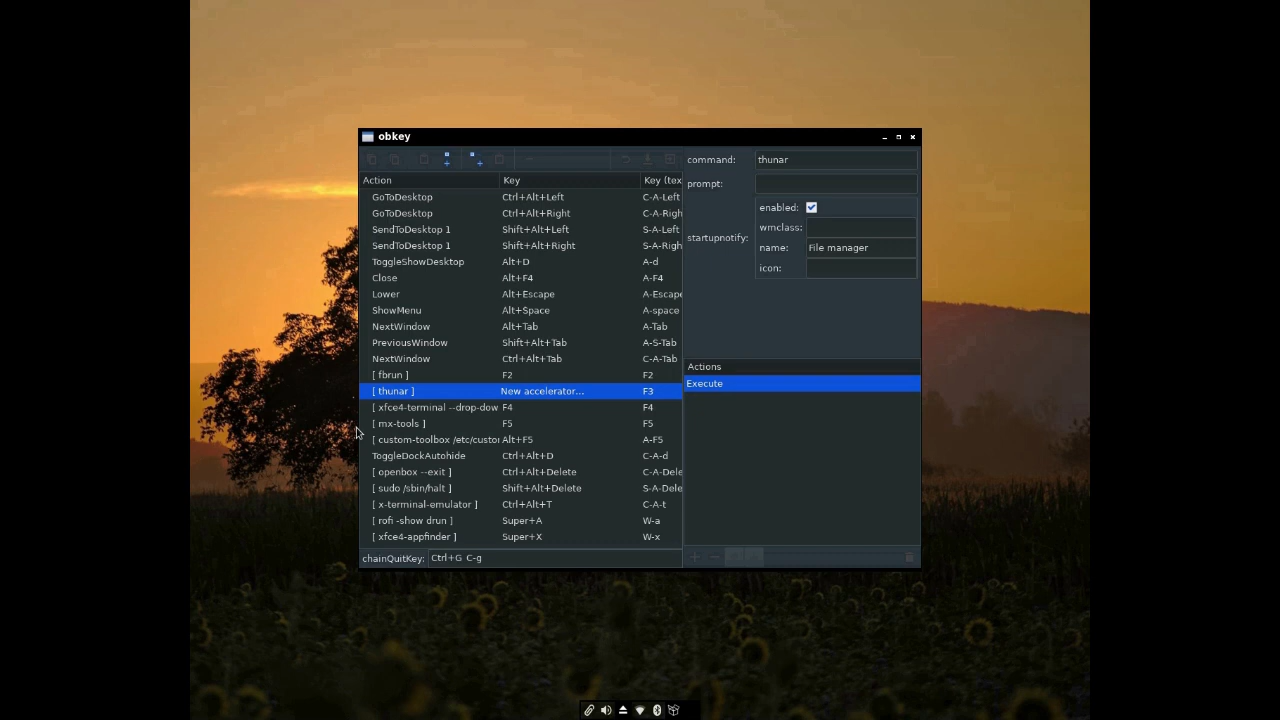 obkey
Action Key Key (tex
GoToDesktop Ctrl+Alt+Left C-A-Left
GoToDesktop Ctrl+Alt+Right C-A-Righ
SendToDesktop 1 Shift+Alt+Left S-A-Left
SendToDesktop 1 Shift+Alt+Right S-A-Righ
ToggleShowDesktop Alt+D A-d
Close Alt+F4 A-F4
Lower Alt+Escape A-Escape
ShowMenu Alt+Space A-space
NextWindow Alt+Tab A-Tab
PreviousWindow Shift+Alt+Tab A-S-Tab
NextWindow Ctrl+Alt+Tab C-A-Tab
[ fbrun ] F2 F2
[ thunar ] New accelerator... F3
[ xfce4-terminal --drop-dow F4 F4
[ mx-tools ] F5 F5
[ custom-toolbox /etc/custor Alt+F5 A-F5
ToggleDockAutohide Ctrl+Alt+D C-A-d
[ openbox --exit ] Ctrl+Alt+Delete C-A-Dele
[ sudo /sbin/halt ] Shift+Alt+Delete S-A-Dele
[ x-terminal-emulator ] Ctrl+Alt+T C-A-t
[ rofi -show drun ] Super+A W-a
[ xfce4-appfinder ] Super+X W-x
chainQuitKey: Ctrl+G C-g
command: thunar
prompt:
startupnotify:
enabled:
wmclass:
name: File manager
icon:
Actions
Execute